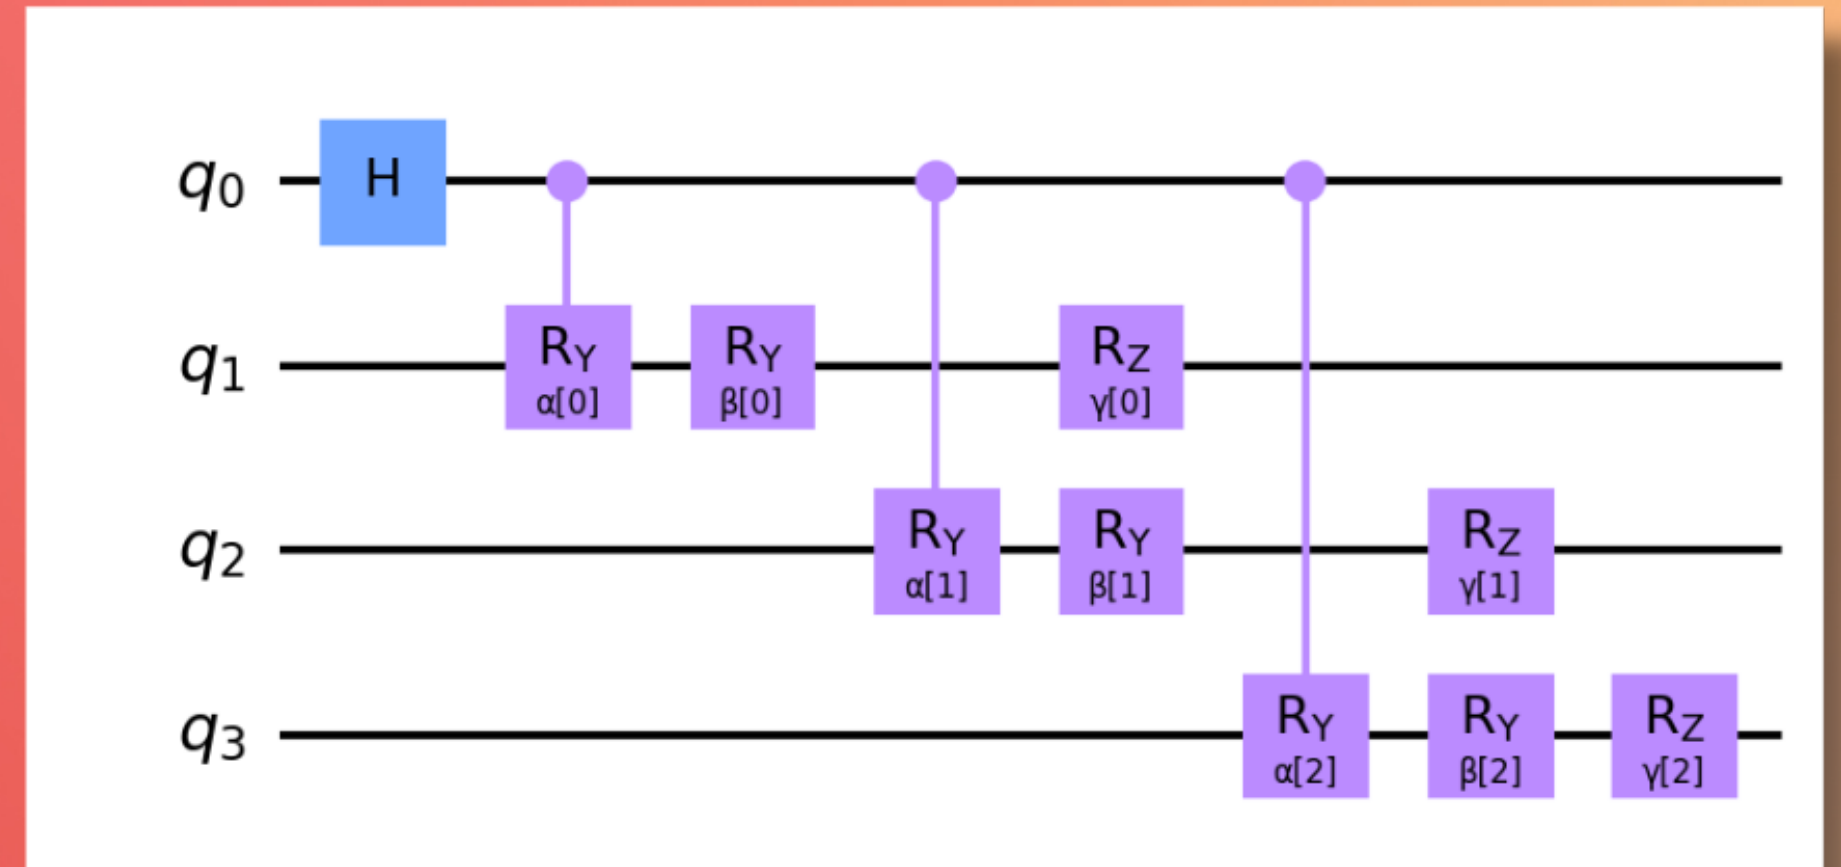 q0 H
q1 RY α[0] RY β[0] RZ γ[0]
q2 RY α[1] RY β[1] RZ γ[1]
q3 RY α[2] RY β[2] RZ γ[2]